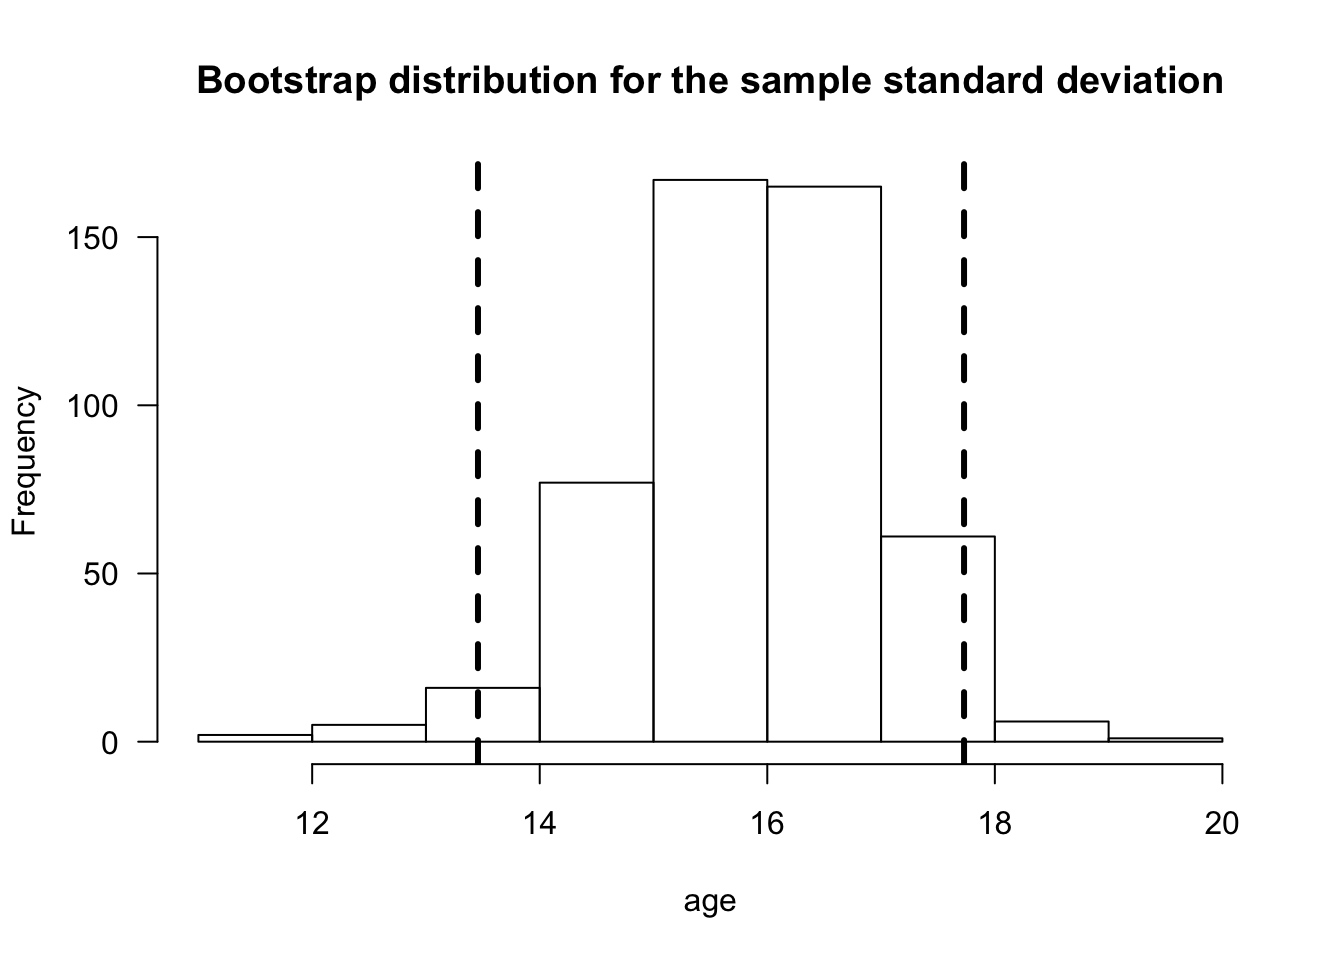 Bootstrap distribution for the sample standard deviation
150
100
50
0
Frequency
12 14 16 18 20
age